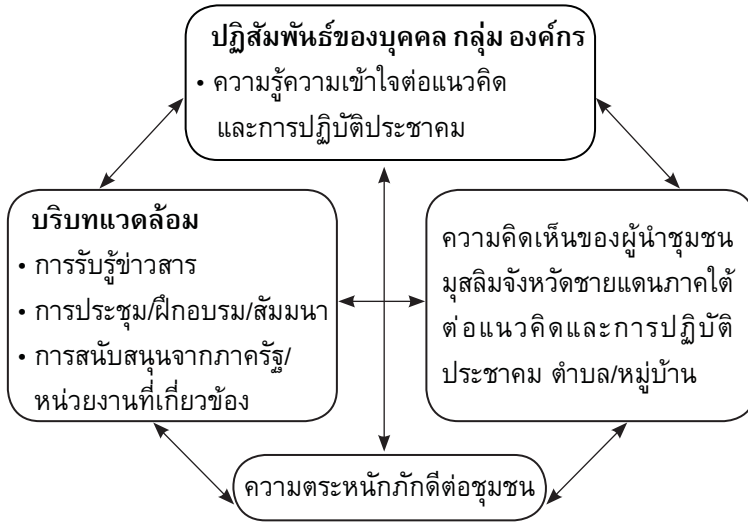 ปฏิสัมพันธ์ของบุคคล กลุ่ม องค์กร
• ความรู้ความเข้าใจต่อแนวคิด
และการปฏิบัติประชาคม
บริบทแวดล้อม
• การรับรู้ข่าวสาร
• การประชุม/ฝึกอบรม/สัมมนา
• การสนับสนุนจากภาครัฐ/
หน่วยงานที่เกี่ยวข้อง
ความคิดเห็นของผู้นำชุมชน
มุสลิมจังหวัดชายแดนภาคใต้
ต่อแนวคิดและการปฏิบัติ
ประชาคม ตำบล/หมู่บ้าน
ความตระหนักภักดีต่อชุมชน